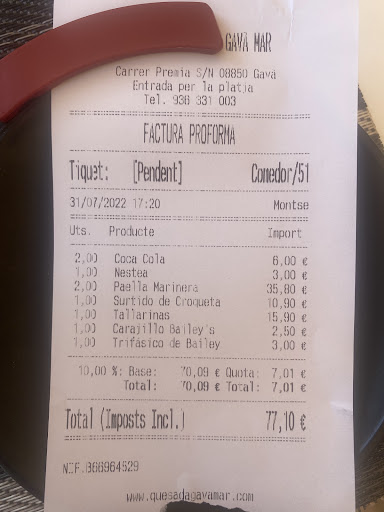 GAVÀ MAR
Carrer Premia S/N 08850 Gavà
Entrada per la platja
Tel. 936 331 003
FACTURA PROFORMA
Tiquet: [Pendent] Comedor/51
31/07/2022 17:20 Montse
Uts. Producte Import
2,00 Coca Cola 6,00 €
1,00 Nestea 3,00 €
2,00 Paella Marinera 35,80 €
1,00 Surtido de Croqueta 10,90 €
1,00 Tallarinas 15,90 €
1,00 Carajillo Bailey's 2,50 €
1,00 Trifásico de Bailey 3,00 €
10,00 %: Base: 70,09 € Quota: 7,01 €
Total: 70,09 € Total: 7,01 €
Total (Imposts Incl.) 77,10 €
NIF.B66964529
www.quesadagavamar.com